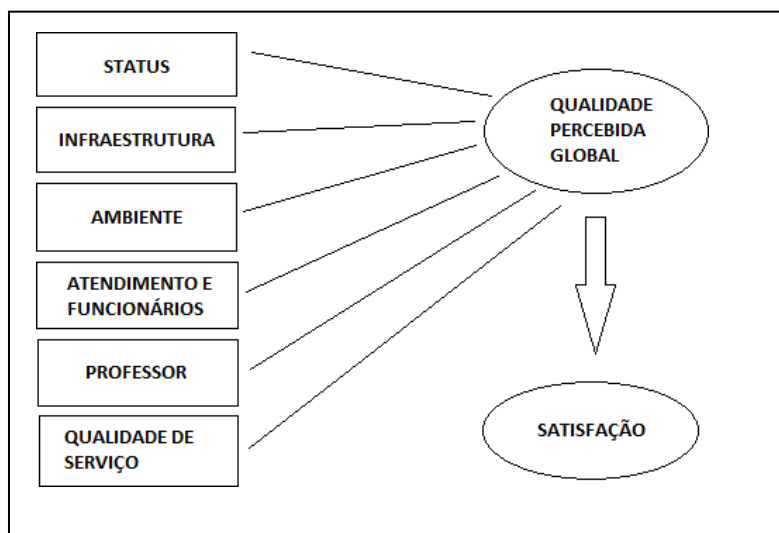 STATUS
INFRAESTRUTURA
AMBIENTE
ATENDIMENTO E
FUNCIONÁRIOS
PROFESSOR
QUALIDADE DE
SERVIÇO
QUALIDADE
PERCEBIDA
GLOBAL
SATISFAÇÃO